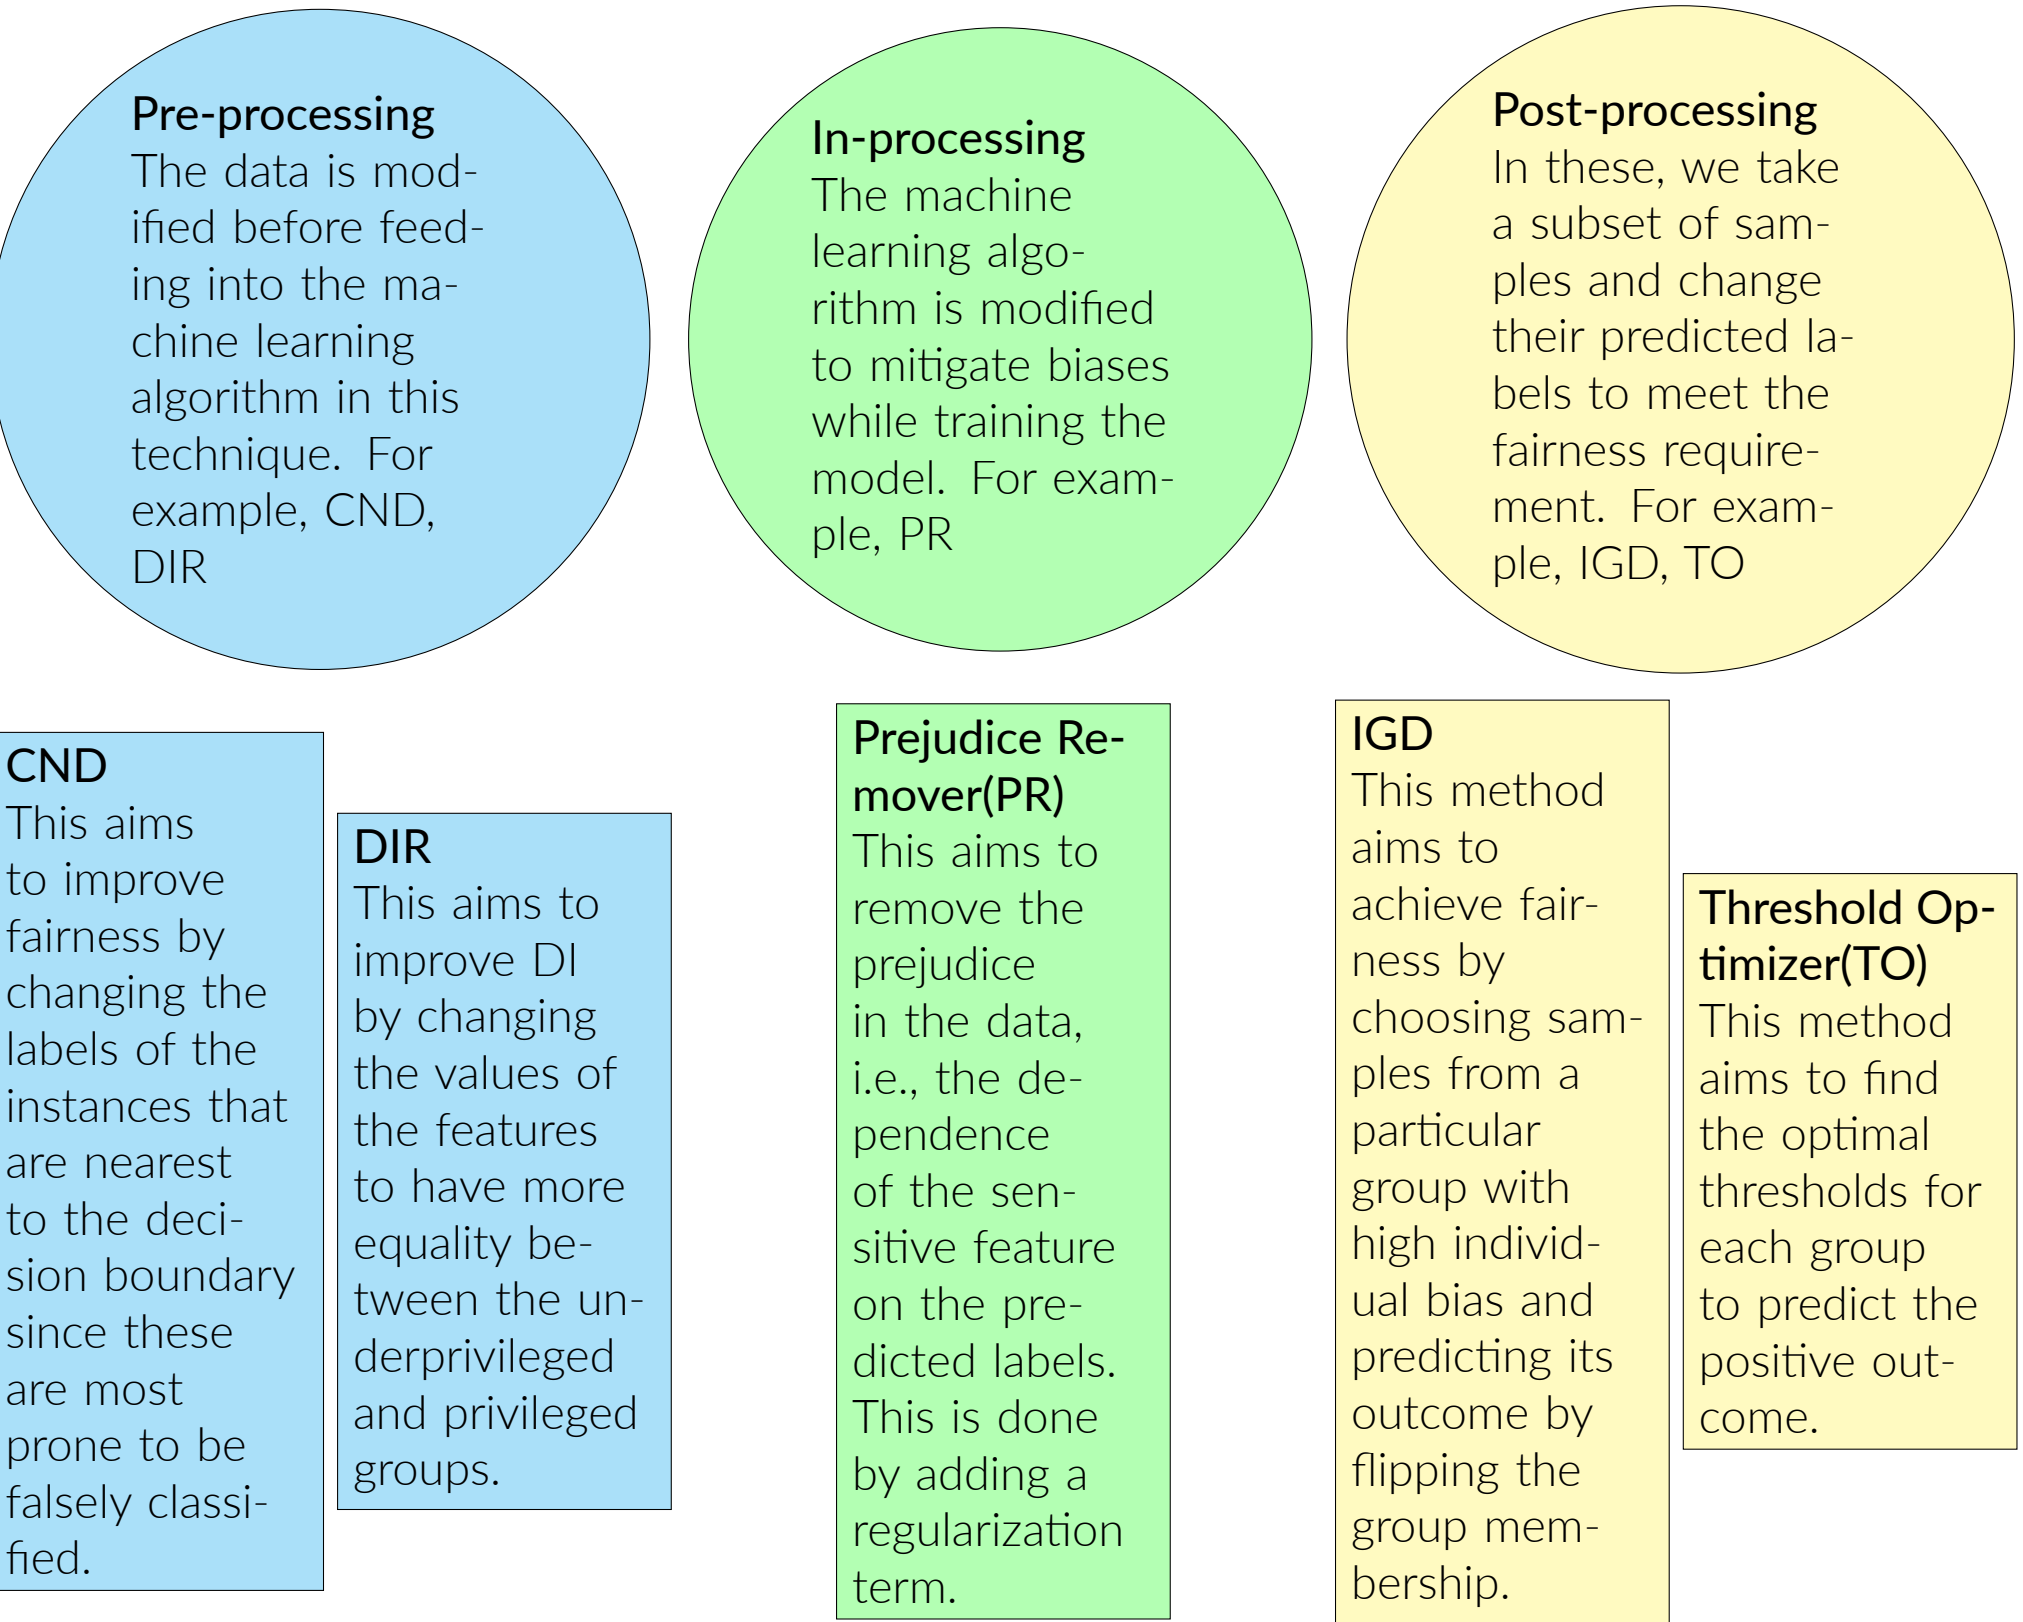 Pre-processing
The data is mod-
ified before feed-
ing into the ma-
chine learning
algorithm in this
technique. For
example, CND,
DIR
In-processing
The machine
learning algo-
rithm is modified
to mitigate biases
while training the
model. For exam-
ple, PR
Post-processing
In these, we take
a subset of sam-
ples and change
their predicted la-
bels to meet the
fairness require-
ment. For exam-
ple, IGD, TO
CND
This aims
to improve
fairness by
changing the
labels of the
instances that
are nearest
to the deci-
sion boundary
since these
are most
prone to be
falsely classi-
fied.
DIR
This aims to
improve DI
by changing
the values of
the features
to have more
equality be-
tween the un-
derprivileged
and privileged
groups.
Prejudice Re-
mover(PR)
This aims to
remove the
prejudice
in the data,
i.e., the de-
pendence
of the sen-
sitive feature
on the pre-
dicted labels.
This is done
by adding a
regularization
term.
IGD
This method
aims to
achieve fair-
ness by
choosing sam-
ples from a
particular
group with
high individ-
ual bias and
predicting its
outcome by
flipping the
group mem-
bership.
Threshold Op-
timizer(TO)
This method
aims to find
the optimal
thresholds for
each group
to predict the
positive out-
come.